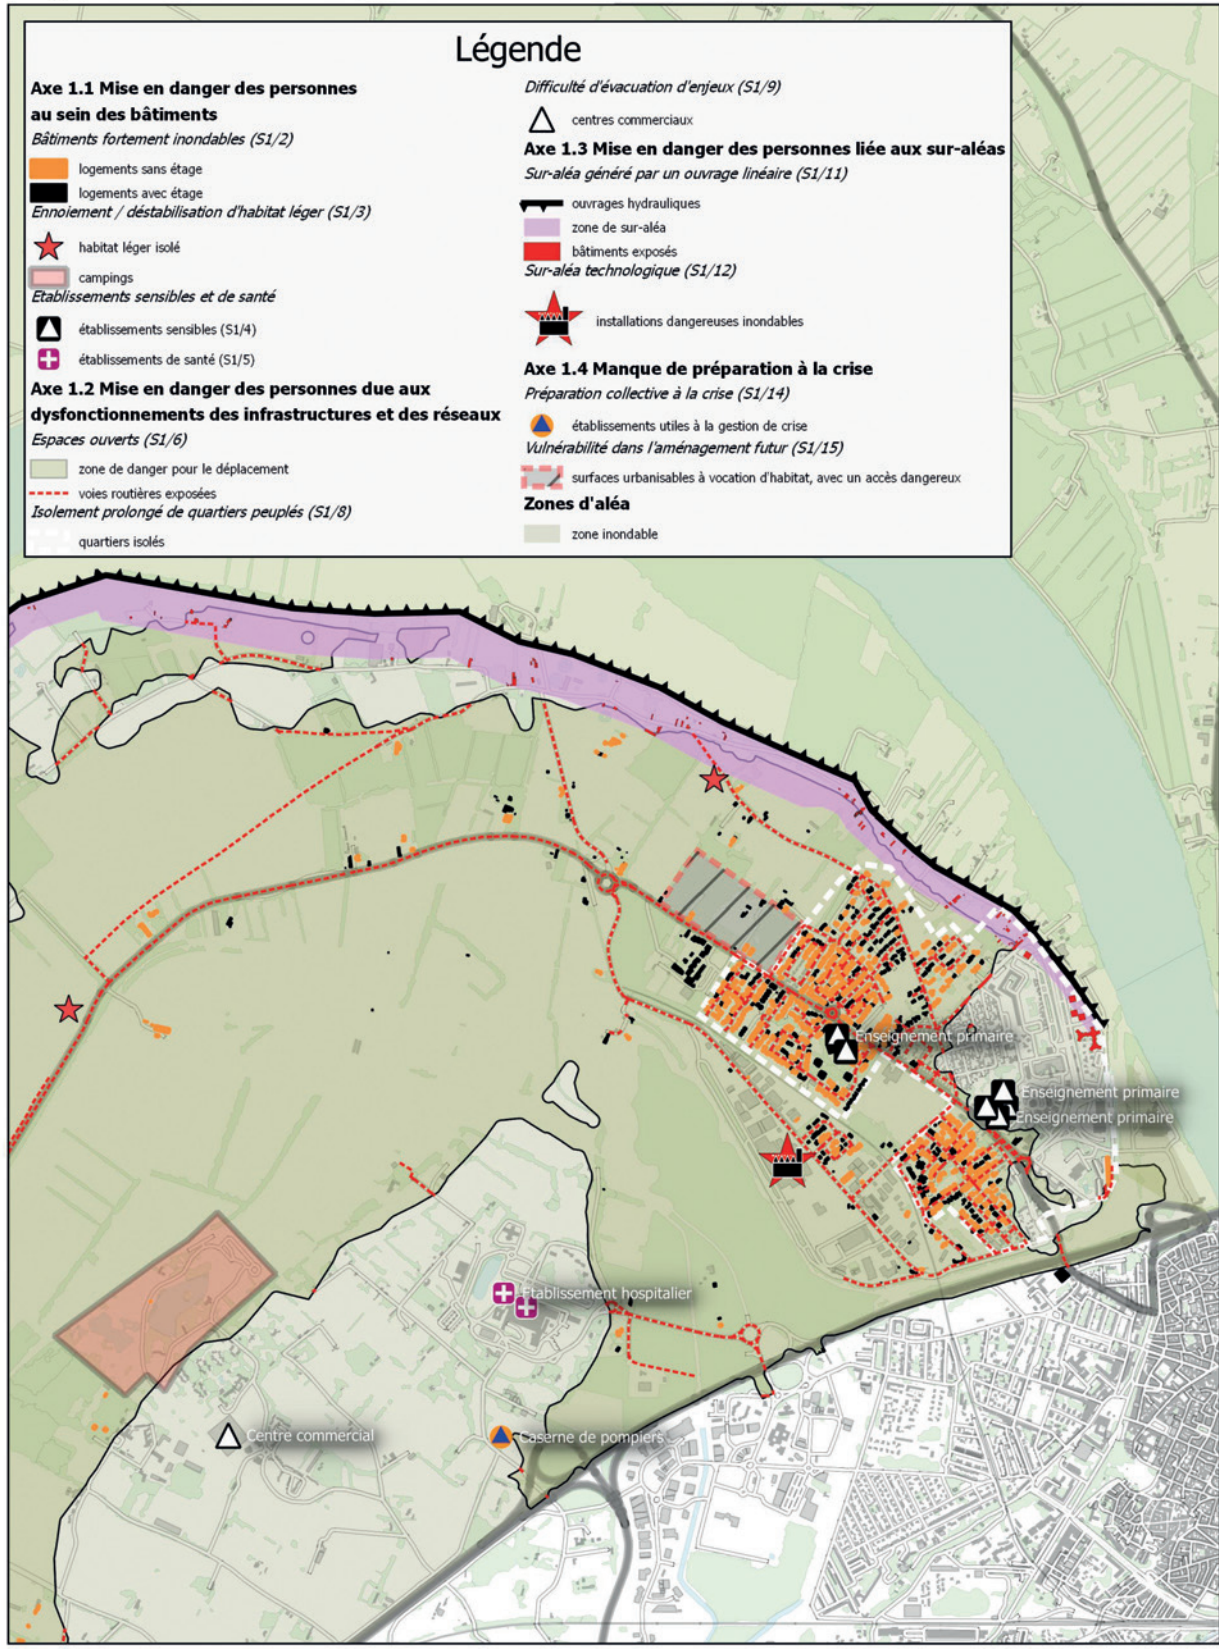 Légende
Axe 1.1 Mise en danger des personnes
au sein des bâtiments
Bâtiments fortement inondables (S1/2)
logements sans étage
logements avec étage
Ennoiement / déstabilisation d'habitat léger (S1/3)
habitat léger isolé
campings
Etablissements sensibles et de santé
établissements sensibles (S1/4)
établissements de santé (S1/5)
Axe 1.2 Mise en danger des personnes due aux
dysfonctionnements des infrastructures et des réseaux
Espaces ouverts (S1/6)
zone de danger pour le déplacement
voies routières exposées
Isolement prolongé de quartiers peuplés (S1/8)
quartiers isolés
Difficulté d'évacuation d'enjeux (S1/9)
centres commerciaux
Axe 1.3 Mise en danger des personnes liée aux sur-aléas
Sur-aléa généré par un ouvrage linéaire (S1/11)
ouvrages hydrauliques
zone de sur-aléa
bâtiments exposés
Sur-aléa technologique (S1/12)
installations dangereuses inondables
Axe 1.4 Manque de préparation à la crise
Préparation collective à la crise (S1/14)
établissements utiles à la gestion de crise
Vulnérabilité dans l'aménagement futur (S1/15)
surfaces urbanisables à vocation d'habitat, avec un accès dangereux
Zones d'aléa
zone inondable
Enseignement primaire
Enseignement primaire
Enseignement primaire
Etablissement hospitalier
Centre commercial
Caserne de pompiers